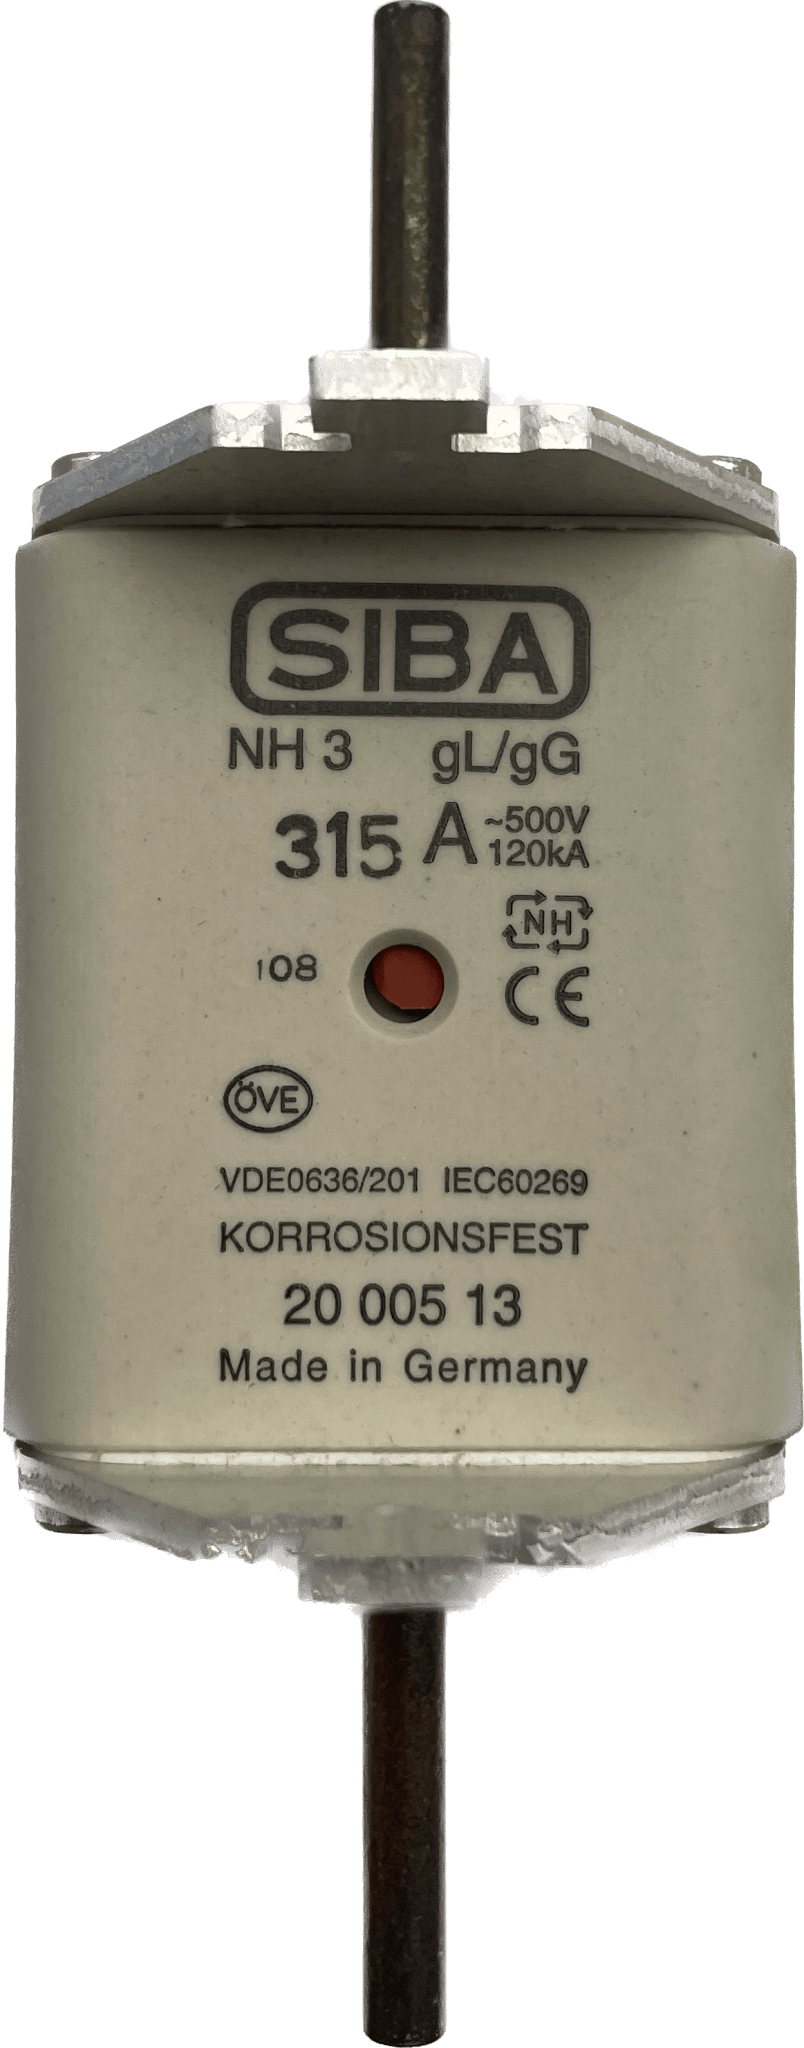 SIBA
NH 3 gL/gG
315 A ~500V
120kA
NH
108
CE
ÖVE
VDE0636/201 IEC60269
KORROSIONSFEST
20 005 13
Made in Germany